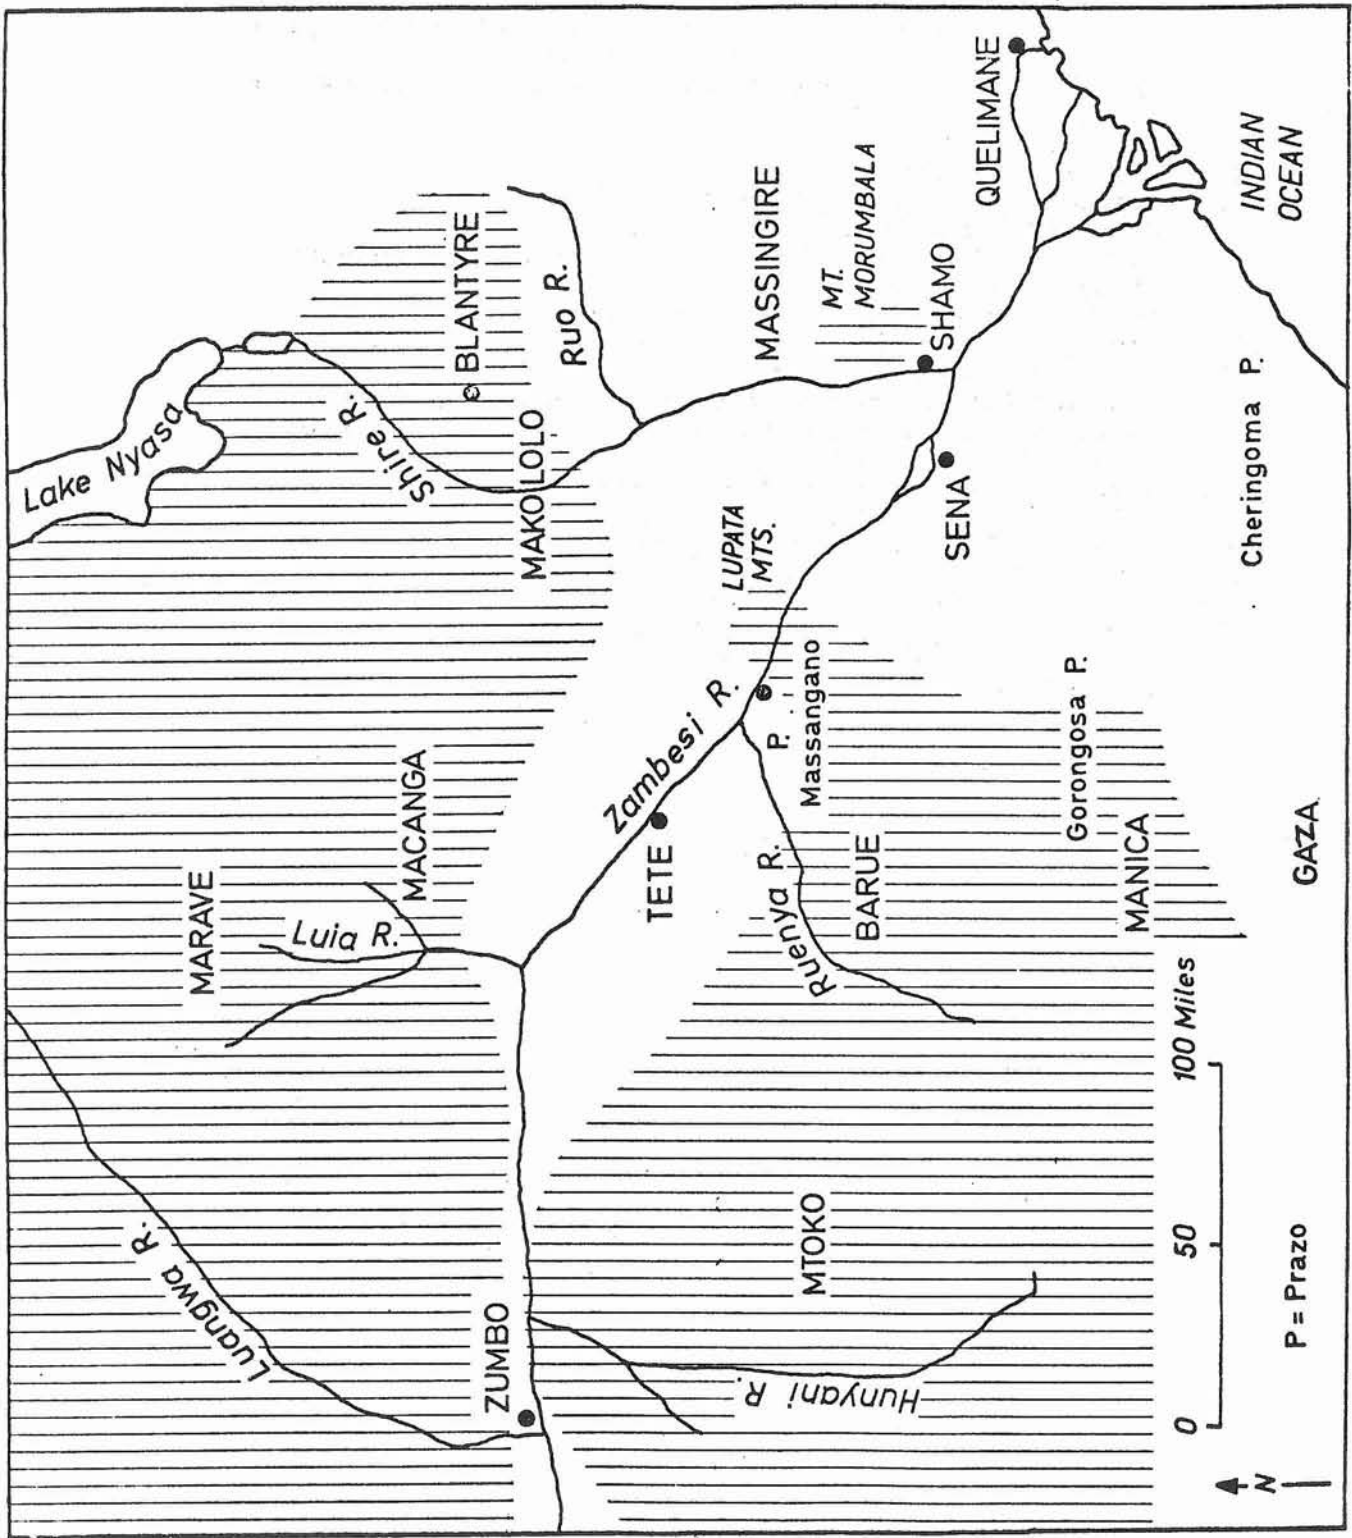 Lake Nyasa
Shire R.
BLANTYRE
MAKOLOLO
Ruo R.
MARAVE
Luia R.
MACANGA
Luangwa R.
ZUMBO
Zambesi R.
TETE
LUPATA
MTS.
MASSINGIRE
MT.
MORUMBALA
SHAMO
QUELIMANE
SENA
P.
Massangano
Ruenya R.
BARUE
MTOKO
Hunyani R.
Gorongosa P.
MANICA
Cheringoma P.
INDIAN
OCEAN
GAZA
0 50 100 Miles
P = Prazo
N